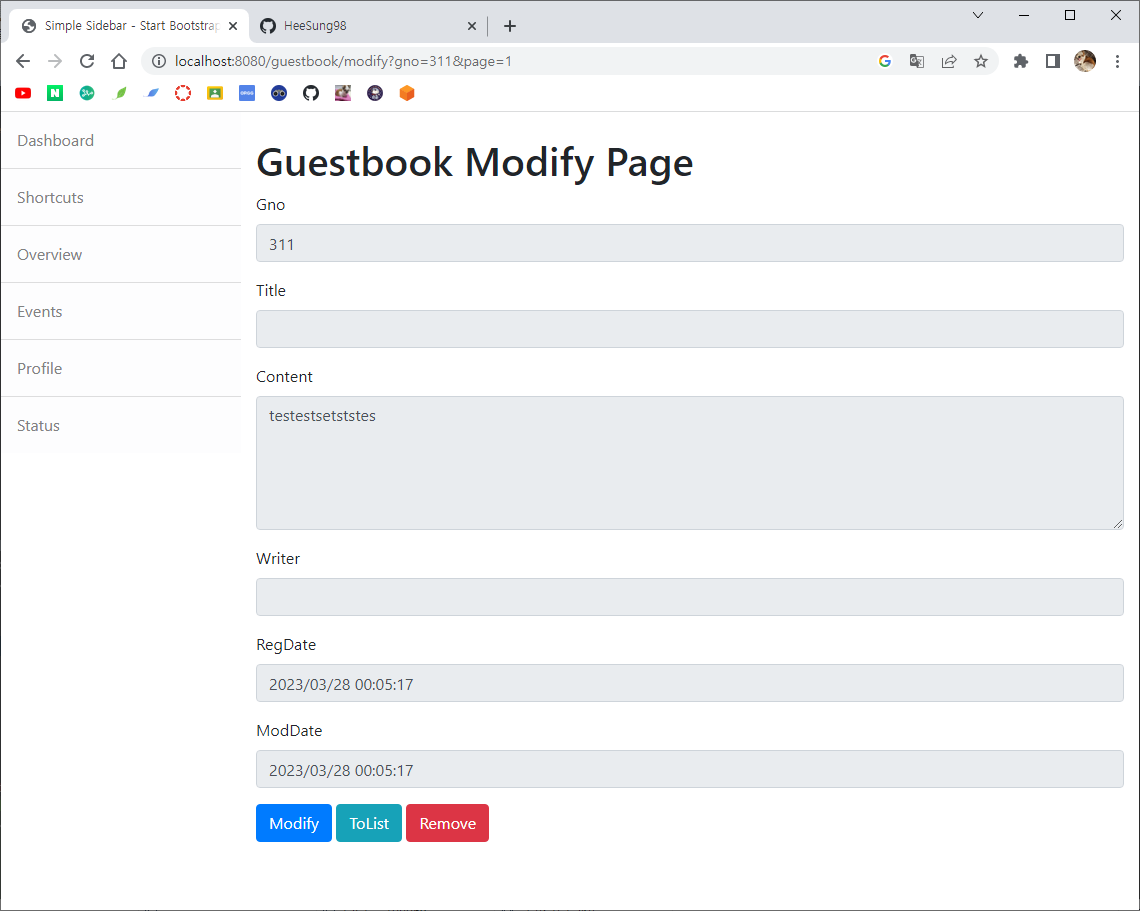 Simple Sidebar - Start Bootstrap
HeeSung98
localhost:8080/guestbook/modify?gno=311&page=1
Dashboard
Shortcuts
Overview
Events
Profile
Status
Guestbook Modify Page
Gno
311
Title
Content
testestsetststes
Writer
RegDate
2023/03/28 00:05:17
ModDate
2023/03/28 00:05:17
Modify
ToList
Remove